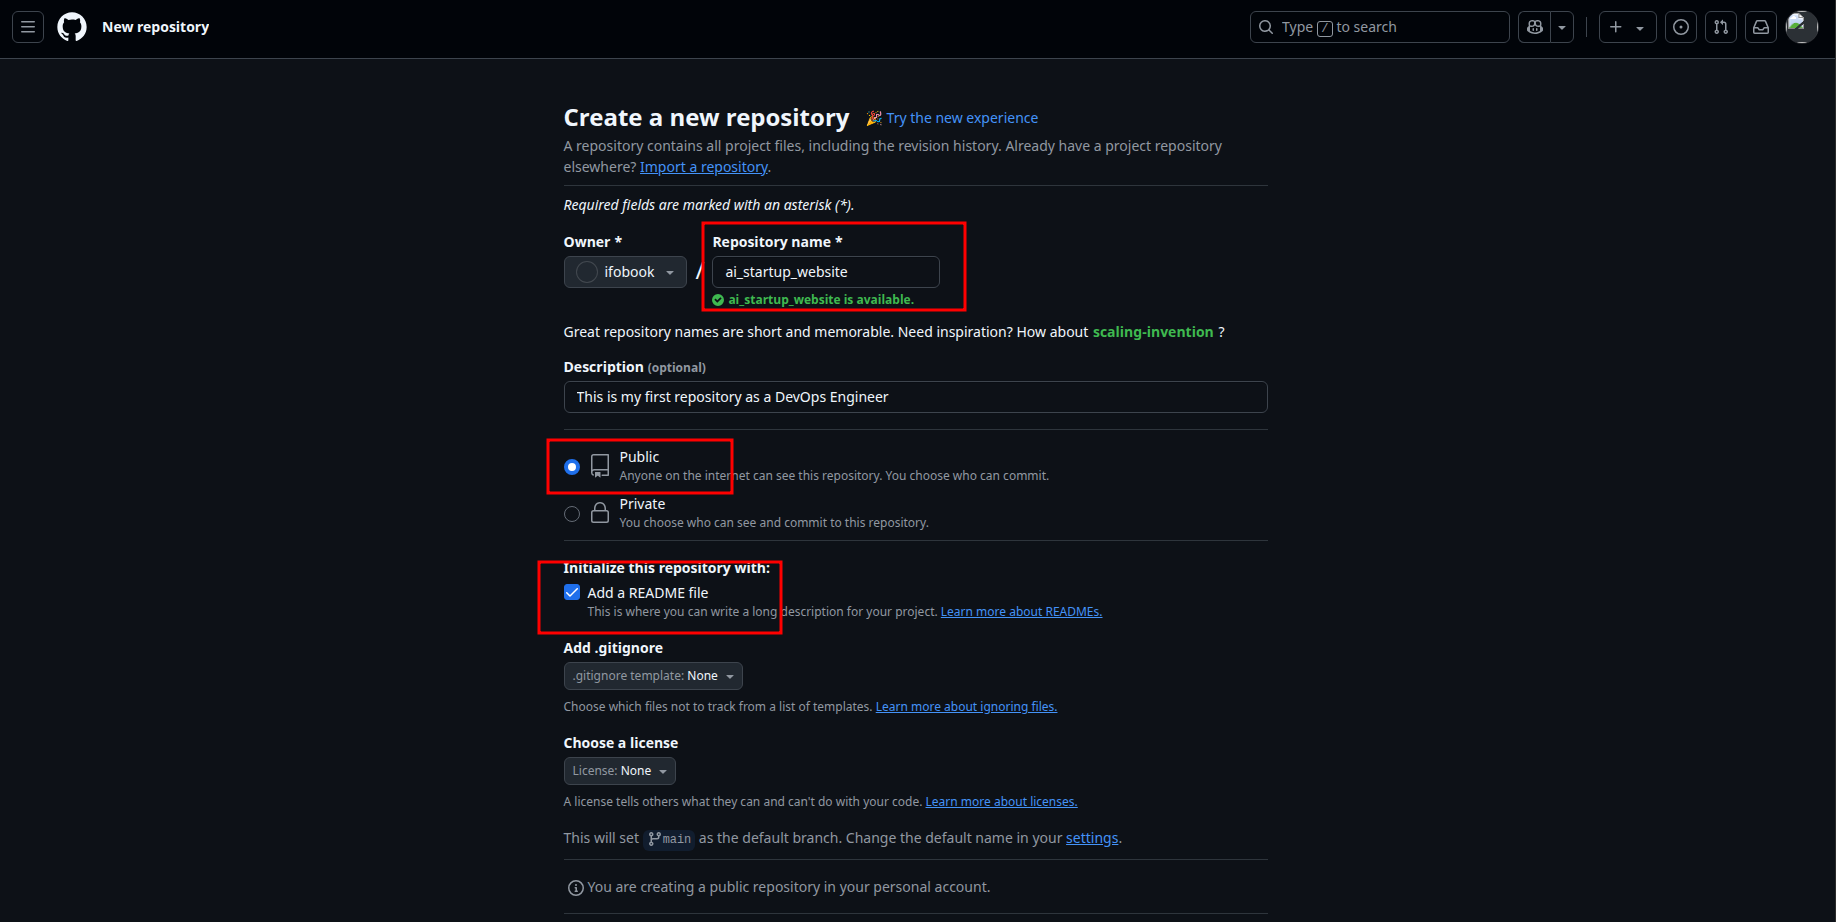 New repository
Type / to search
Create a new repository 🎉 Try the new experience
A repository contains all project files, including the revision history. Already have a project repository
elsewhere? Import a repository.
Required fields are marked with an asterisk (*).
Owner *
Repository name *
ifobook
/
ai_startup_website
ai_startup_website is available.
Great repository names are short and memorable. Need inspiration? How about scaling-invention ?
Description (optional)
This is my first repository as a DevOps Engineer
Public
Anyone on the internet can see this repository. You choose who can commit.
Private
You choose who can see and commit to this repository.
Initialize this repository with:
Add a README file
This is where you can write a long description for your project. Learn more about READMEs.
Add .gitignore
.gitignore template: None
Choose which files not to track from a list of templates. Learn more about ignoring files.
Choose a license
License: None
A license tells others what they can and can't do with your code. Learn more about licenses.
This will set main as the default branch. Change the default name in your settings.
You are creating a public repository in your personal account.